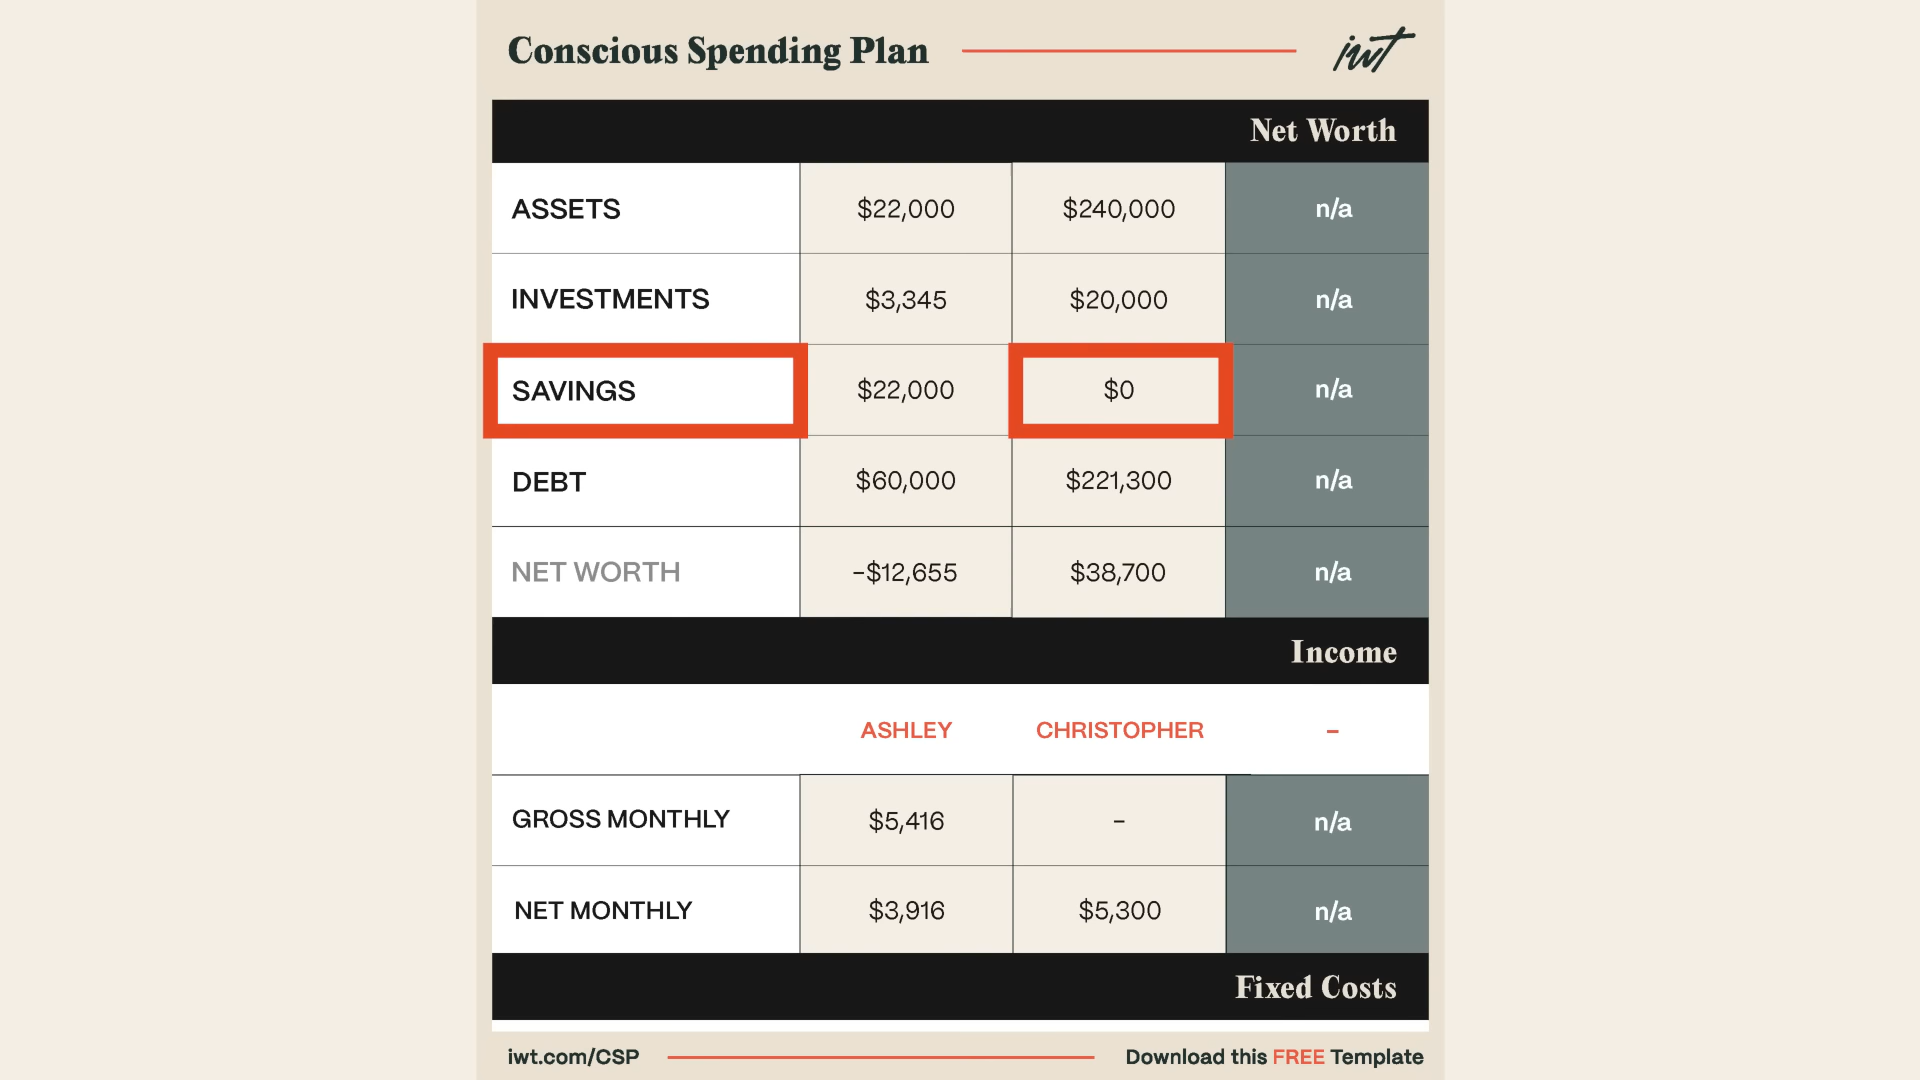 Conscious Spending Plan iwt
Net Worth
ASSETS $22,000 $240,000 n/a
INVESTMENTS $3,345 $20,000 n/a
SAVINGS $22,000 $0 n/a
DEBT $60,000 $221,300 n/a
NET WORTH -$12,655 $38,700 n/a
Income
ASHLEY CHRISTOPHER -
GROSS MONTHLY $5,416 - n/a
NET MONTHLY $3,916 $5,300 n/a
Fixed Costs
iwt.com/CSP Download this FREE Template